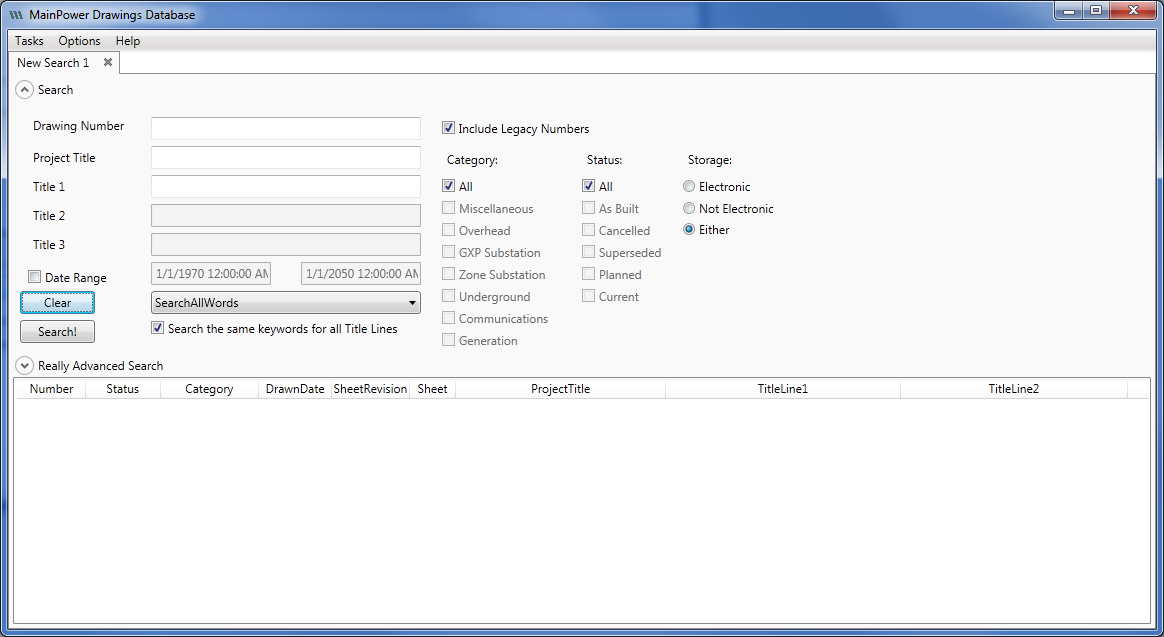 MainPower Drawings Database
Tasks Options Help
New Search 1
Search
Drawing Number
Include Legacy Numbers
Project Title
Category: Status: Storage:
Title 1
All All Electronic
Miscellaneous As Built Not Electronic
Title 2
Overhead Cancelled Either
Title 3
GXP Substation Superseded
Date Range 1/1/1970 12:00:00 AM 1/1/2050 12:00:00 AM
Zone Substation Planned
Clear SearchAllWords
Underground Current
Communications
Search! Search the same keywords for all Title Lines
Generation
Really Advanced Search
Number Status Category DrawnDate SheetRevision Sheet ProjectTitle TitleLine1 TitleLine2